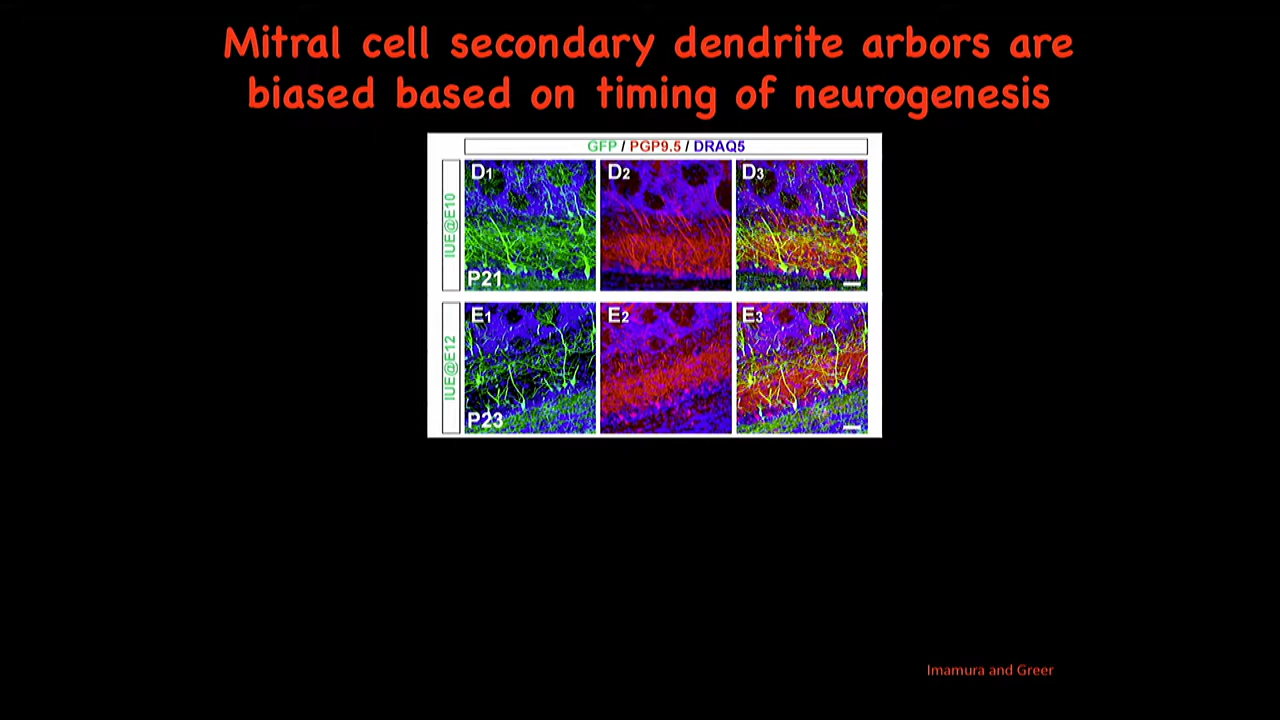 Mitral cell secondary dendrite arbors are
biased based on timing of neurogenesis
GFP / PGP9.5 / DRAQ5
IUE@E10
D1
D2
D3
P21
IUE@E12
E1
E2
E3
P23
Imamura and Greer